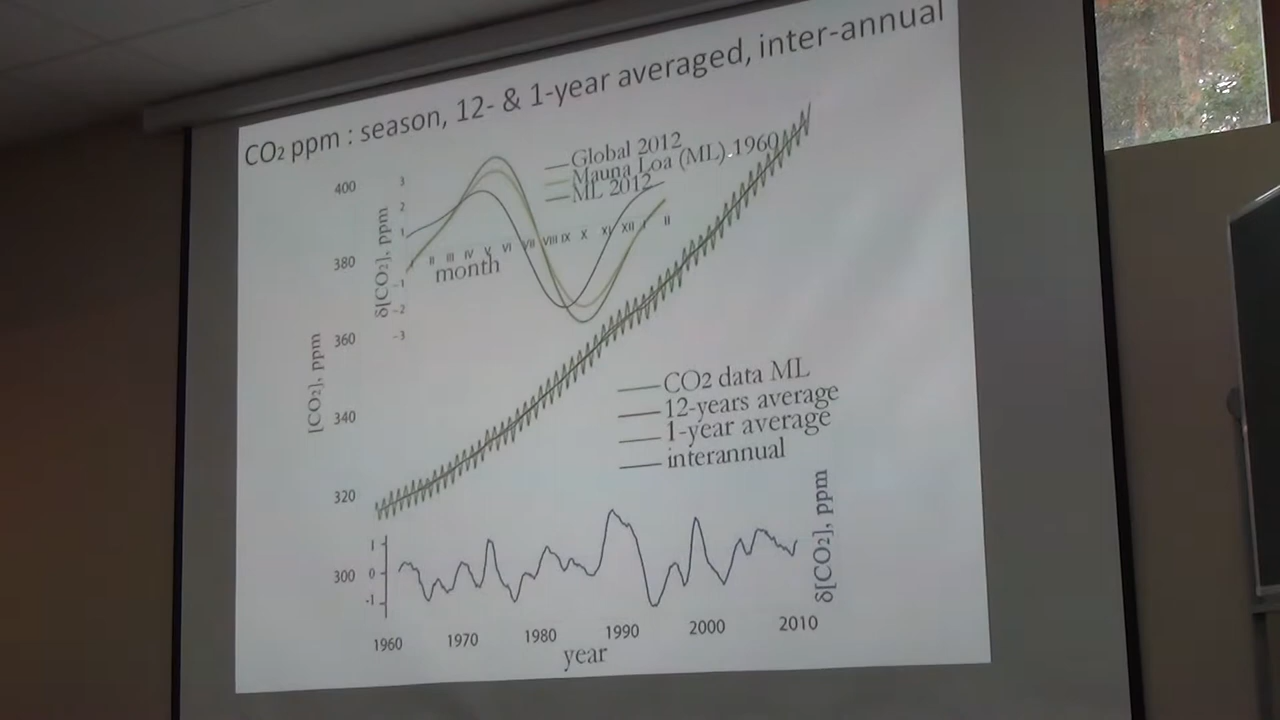 CO2 ppm : season, 12- & 1-year averaged, inter-annual
Global 2012
Mauna Loa (ML) 1960
ML 2012
400
380
360
340
320
300
[CO2], ppm
3
2
1
-1
-2
-3
δ[CO2], ppm
I II III IV V VI VII VIII IX X XI XII I II
month
CO2 data ML
12-years average
1-year average
interannual
1
0
-1
δ[CO2], ppm
1960 1970 1980 1990 2000 2010
year